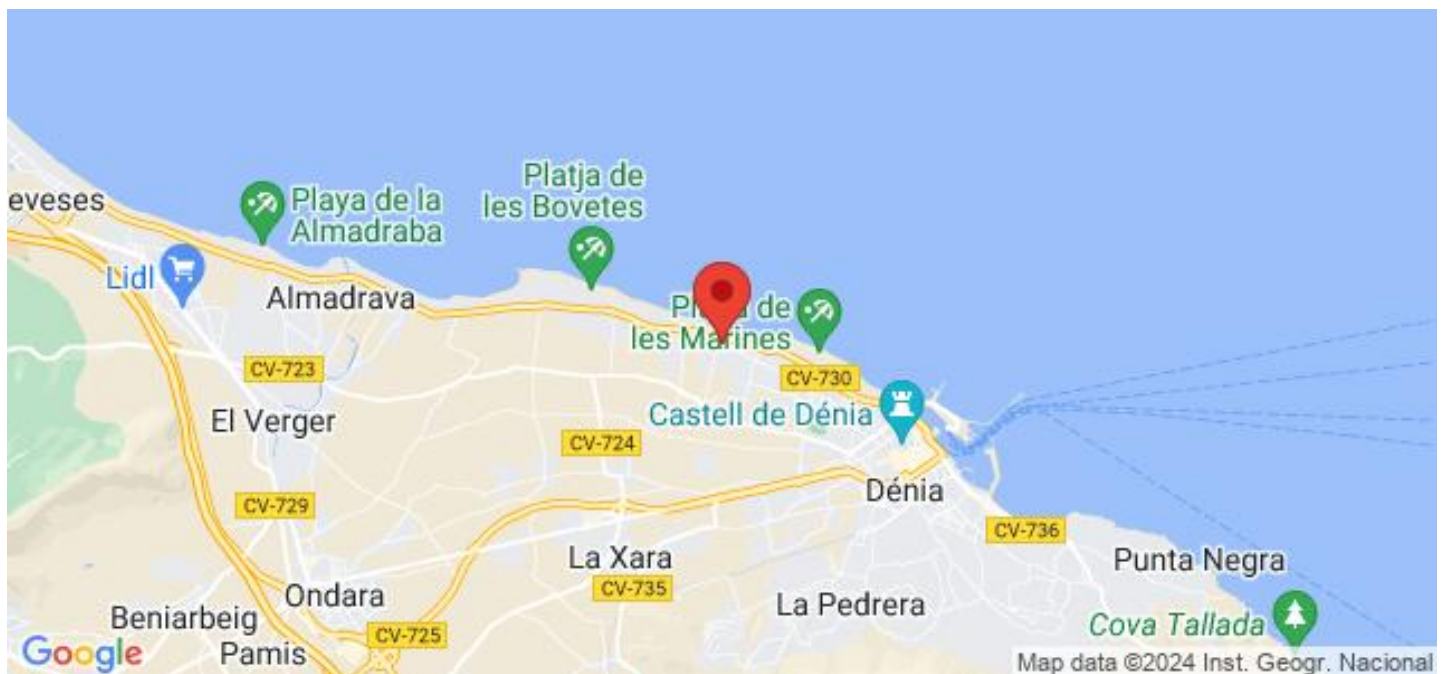 Platja de
les Bovetes
eveses
Playa de la
Almadraba
Lidl
Almadrava
de
les Marines
CV-723
CV-730
El Verger
Castell de Dénia
CV-724
Dénia
CV-729
CV-736
La Xara
Punta Negra
CV-735
Ondara
La Pedrera
Beniarbeig
CV-725
Cova Tallada
Pamis
Google
Map data ©2024 Inst. Geogr. Nacional